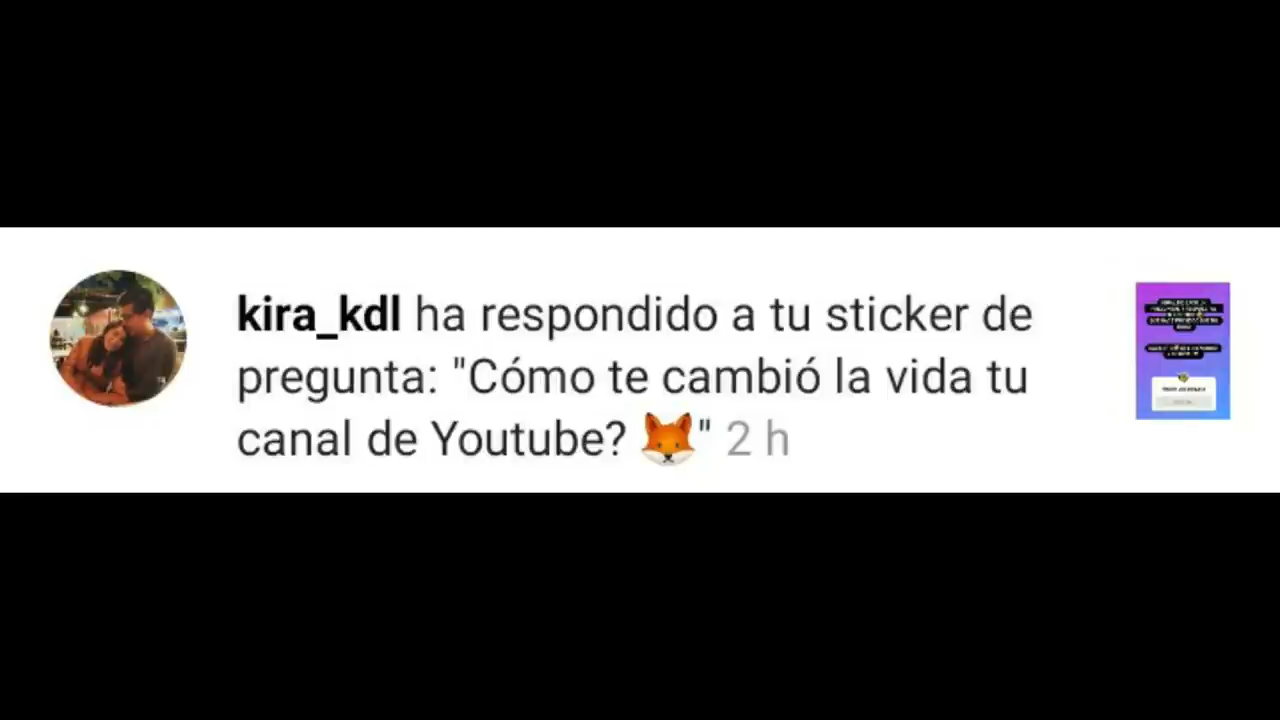 kira_kdl ha respondido a tu sticker de
pregunta: "Cómo te cambió la vida tu
canal de Youtube? 🦊" 2 h